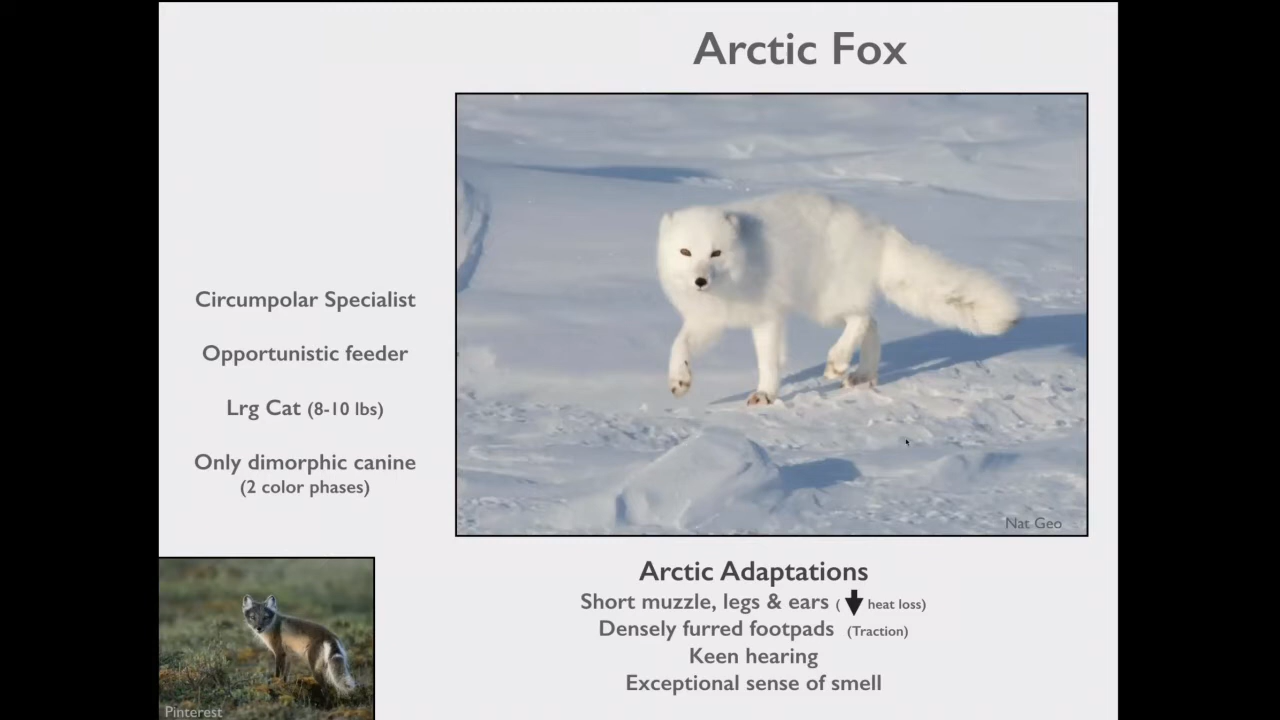 Arctic Fox
Circumpolar Specialist
Opportunistic feeder
Lrg Cat (8-10 lbs)
Only dimorphic canine
(2 color phases)
Nat Geo
Arctic Adaptations
Short muzzle, legs & ears ( heat loss)
Densely furred footpads (Traction)
Keen hearing
Exceptional sense of smell
Pinterest